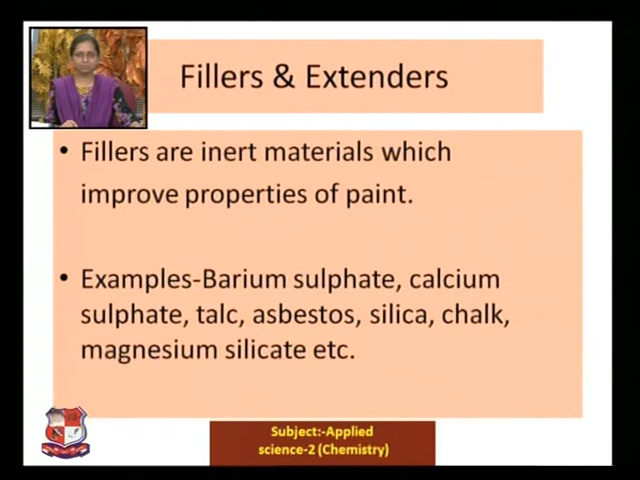 Fillers & Extenders
• Fillers are inert materials which
improve properties of paint.
• Examples-Barium sulphate, calcium
sulphate, talc, asbestos, silica, chalk,
magnesium silicate etc.
Subject:-Applied
science-2 (Chemistry)